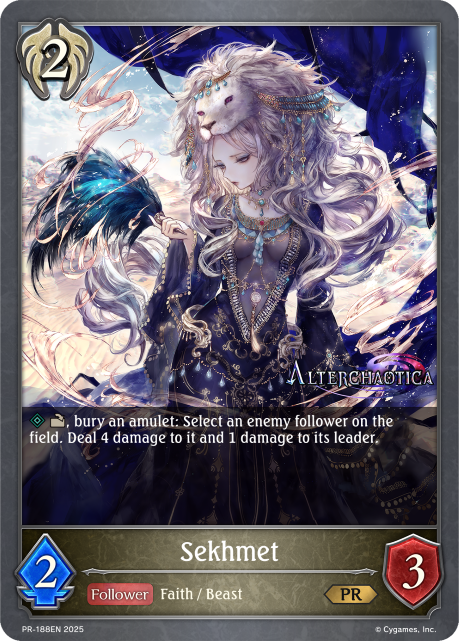 2
ALTERCHAOTICA
, bury an amulet: Select an enemy follower on the
field. Deal 4 damage to it and 1 damage to its leader.
Sekhmet
2
Follower Faith / Beast
PR
3
PR-188EN 2025
© Cygames, Inc.